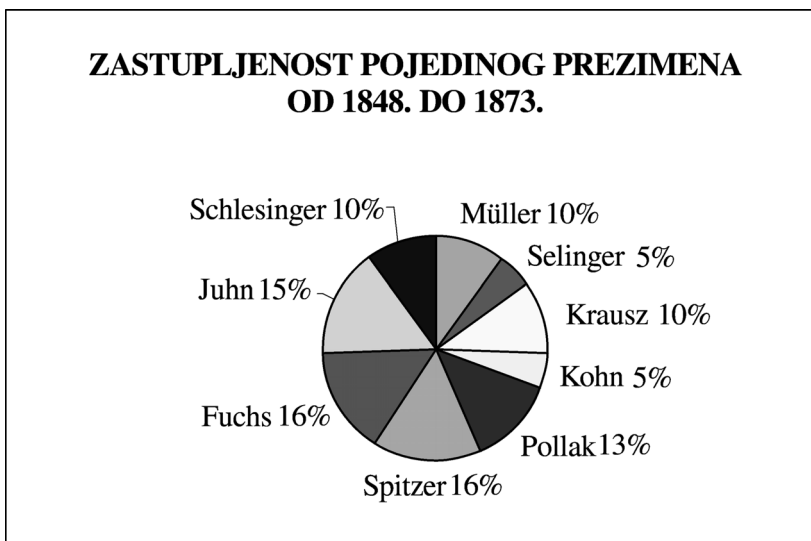 ZASTUPLJENOST POJEDINOG PREZIMENA
OD 1848. DO 1873.
Schlesinger 10%
Müller 10%
Selinger 5%
Juhn 15%
Krausz 10%
Kohn 5%
Fuchs 16%
Pollak 13%
Spitzer 16%